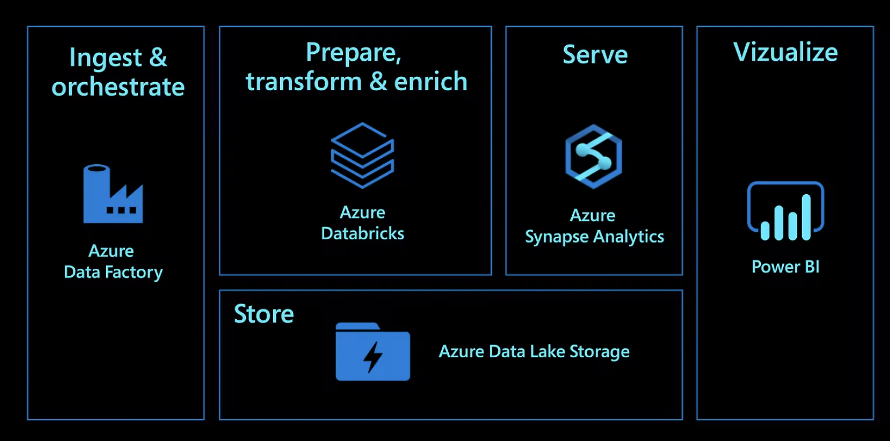 Ingest &
orchestrate
Azure
Data Factory
Prepare,
transform & enrich
Azure
Databricks
Serve
Azure
Synapse Analytics
Vizualize
Power BI
Store
Azure Data Lake Storage